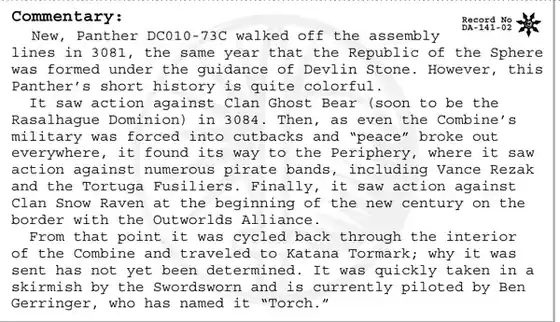 Commentary:
Record No
DA-141-02
New, Panther DC010-73C walked off the assembly
lines in 3081, the same year that the Republic of the Sphere
was formed under the guidance of Devlin Stone. However, this
Panther's short history is quite colorful.
It saw action against Clan Ghost Bear (soon to be the
Rasalhague Dominion) in 3084. Then, as even the Combine's
military was forced into cutbacks and “peace” broke out
everywhere, it found its way to the Periphery, where it saw
action against numerous pirate bands, including Vance Rezak
and the Tortuga Fusiliers. Finally, it saw action against
Clan Snow Raven at the beginning of the new century on the
border with the Outworlds Alliance.
From that point it was cycled back through the interior
of the Combine and traveled to Katana Tormark; why it was
sent has not yet been determined. It was quickly taken in a
skirmish by the Swordsworn and is currently piloted by Ben
Gerringer, who has named it “Torch.”